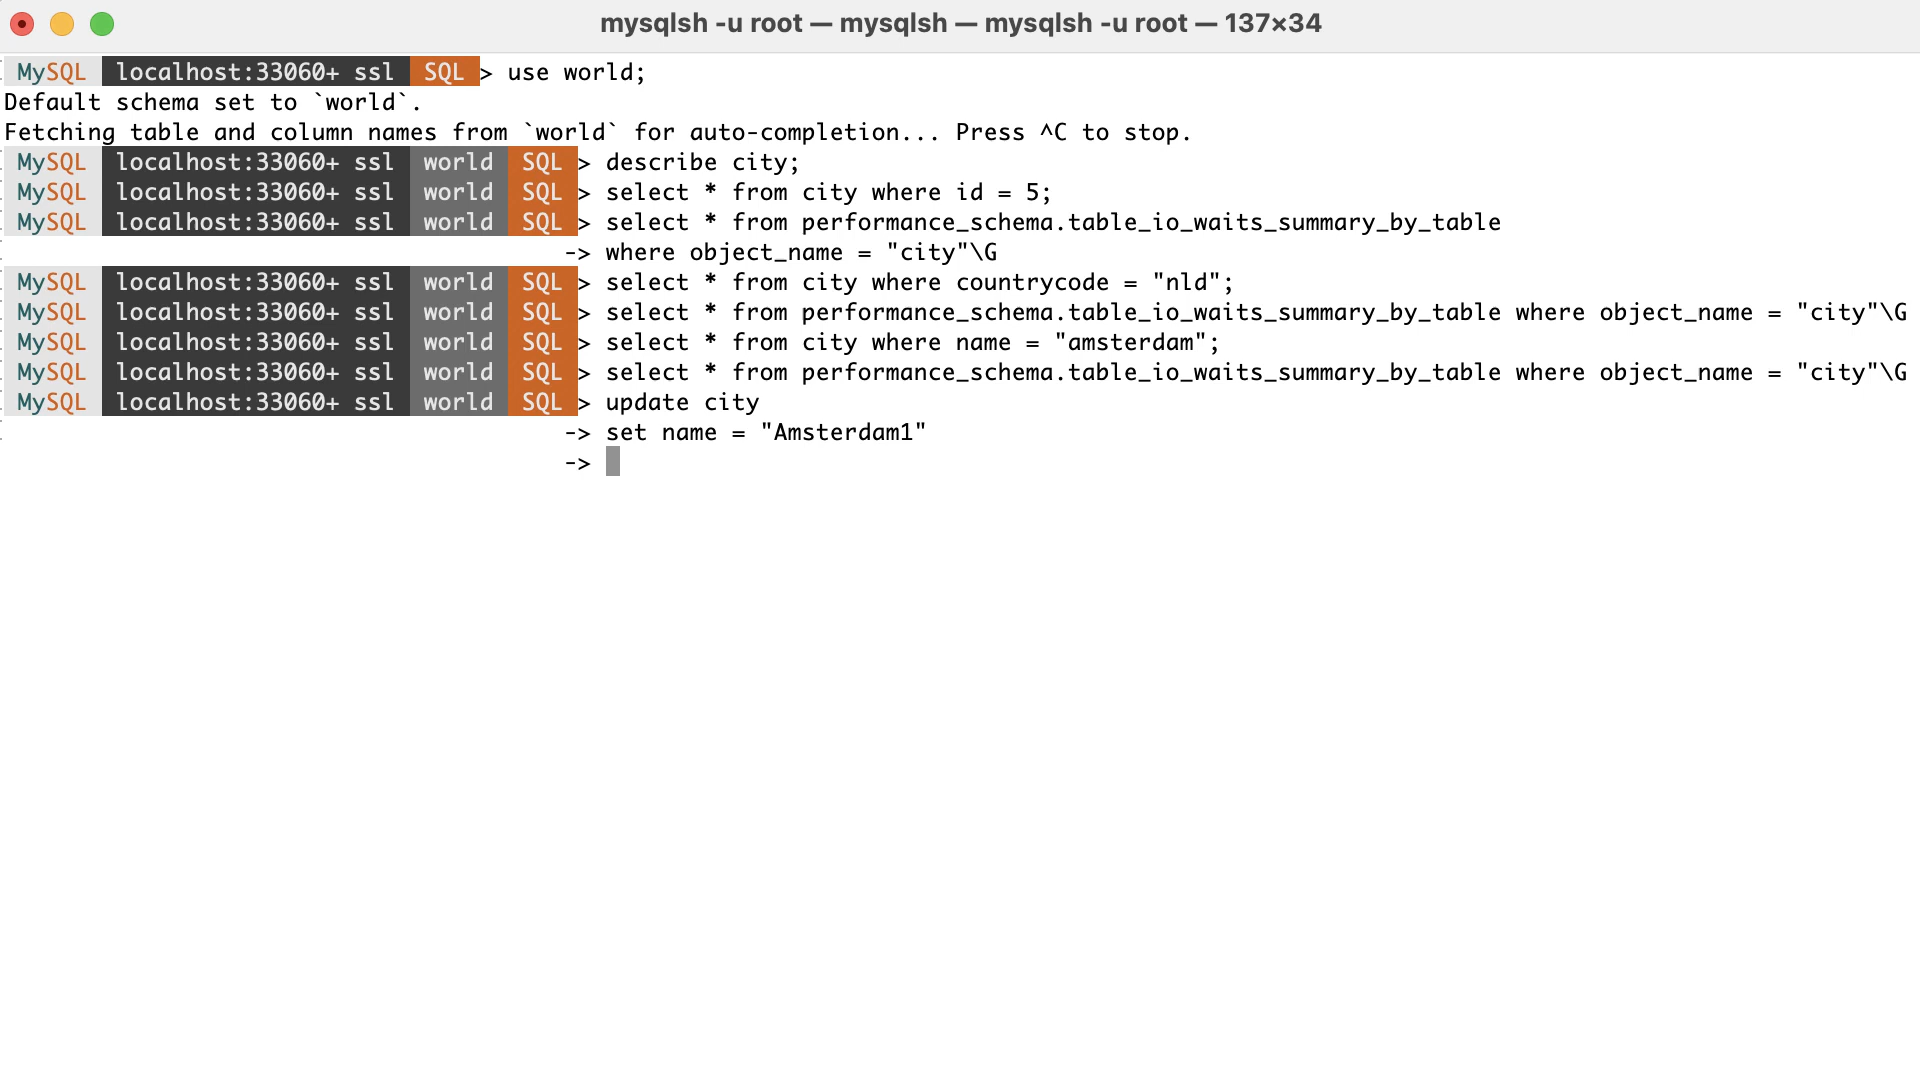 mysqlsh -u root — mysqlsh — mysqlsh -u root — 137×34
MySQL localhost:33060+ ssl SQL > use world;
Default schema set to `world`.
Fetching table and column names from `world` for auto-completion... Press ^C to stop.
MySQL localhost:33060+ ssl world SQL > describe city;
MySQL localhost:33060+ ssl world SQL > select * from city where id = 5;
MySQL localhost:33060+ ssl world SQL > select * from performance_schema.table_io_waits_summary_by_table
-> where object_name = "city"\G
MySQL localhost:33060+ ssl world SQL > select * from city where countrycode = "nld";
MySQL localhost:33060+ ssl world SQL > select * from performance_schema.table_io_waits_summary_by_table where object_name = "city"\G
MySQL localhost:33060+ ssl world SQL > select * from city where name = "amsterdam";
MySQL localhost:33060+ ssl world SQL > select * from performance_schema.table_io_waits_summary_by_table where object_name = "city"\G
MySQL localhost:33060+ ssl world SQL > update city
-> set name = "Amsterdam1"
->